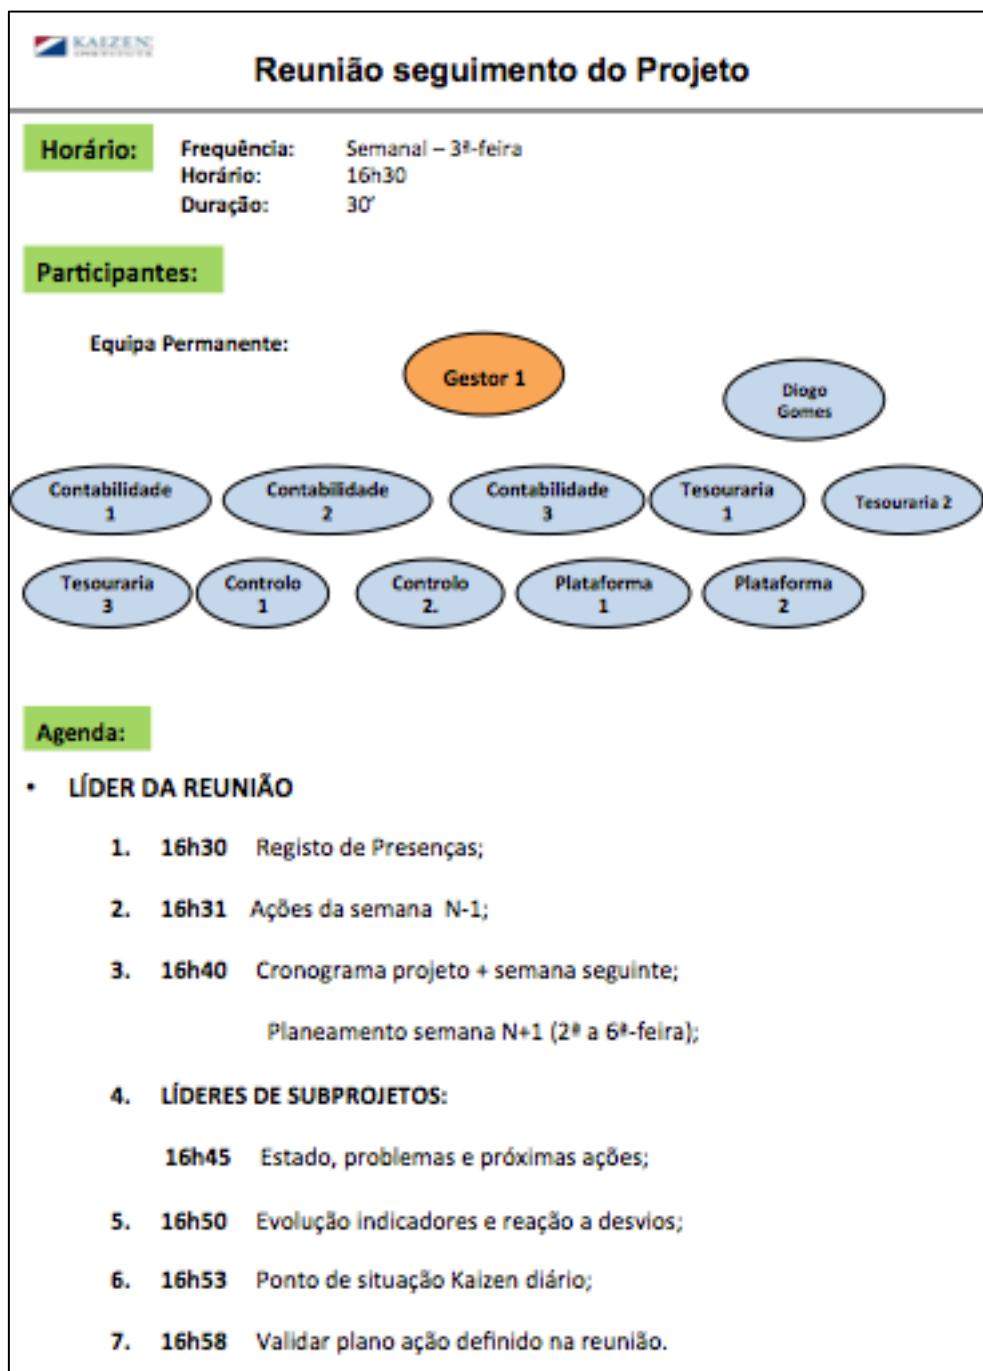 KAIZEN
INSTITUTE
Reunião seguimento do Projeto
Horário:
Frequência: Semanal – 3ª-feira
Horário: 16h30
Duração: 30'
Participantes:
Equipa Permanente:
Gestor 1
Diogo
Gomes
Contabilidade
1
Contabilidade
2
Contabilidade
3
Tesouraria
1
Tesouraria 2
Tesouraria
3
Controlo
1
Controlo
2.
Plataforma
1
Plataforma
2
Agenda:
• LÍDER DA REUNIÃO
1. 16h30 Registo de Presenças;
2. 16h31 Ações da semana N-1;
3. 16h40 Cronograma projeto + semana seguinte;
Planeamento semana N+1 (2ª a 6ª-feira);
4. LÍDERES DE SUBPROJETOS:
16h45 Estado, problemas e próximas ações;
5. 16h50 Evolução indicadores e reação a desvios;
6. 16h53 Ponto de situação Kaizen diário;
7. 16h58 Validar plano ação definido na reunião.